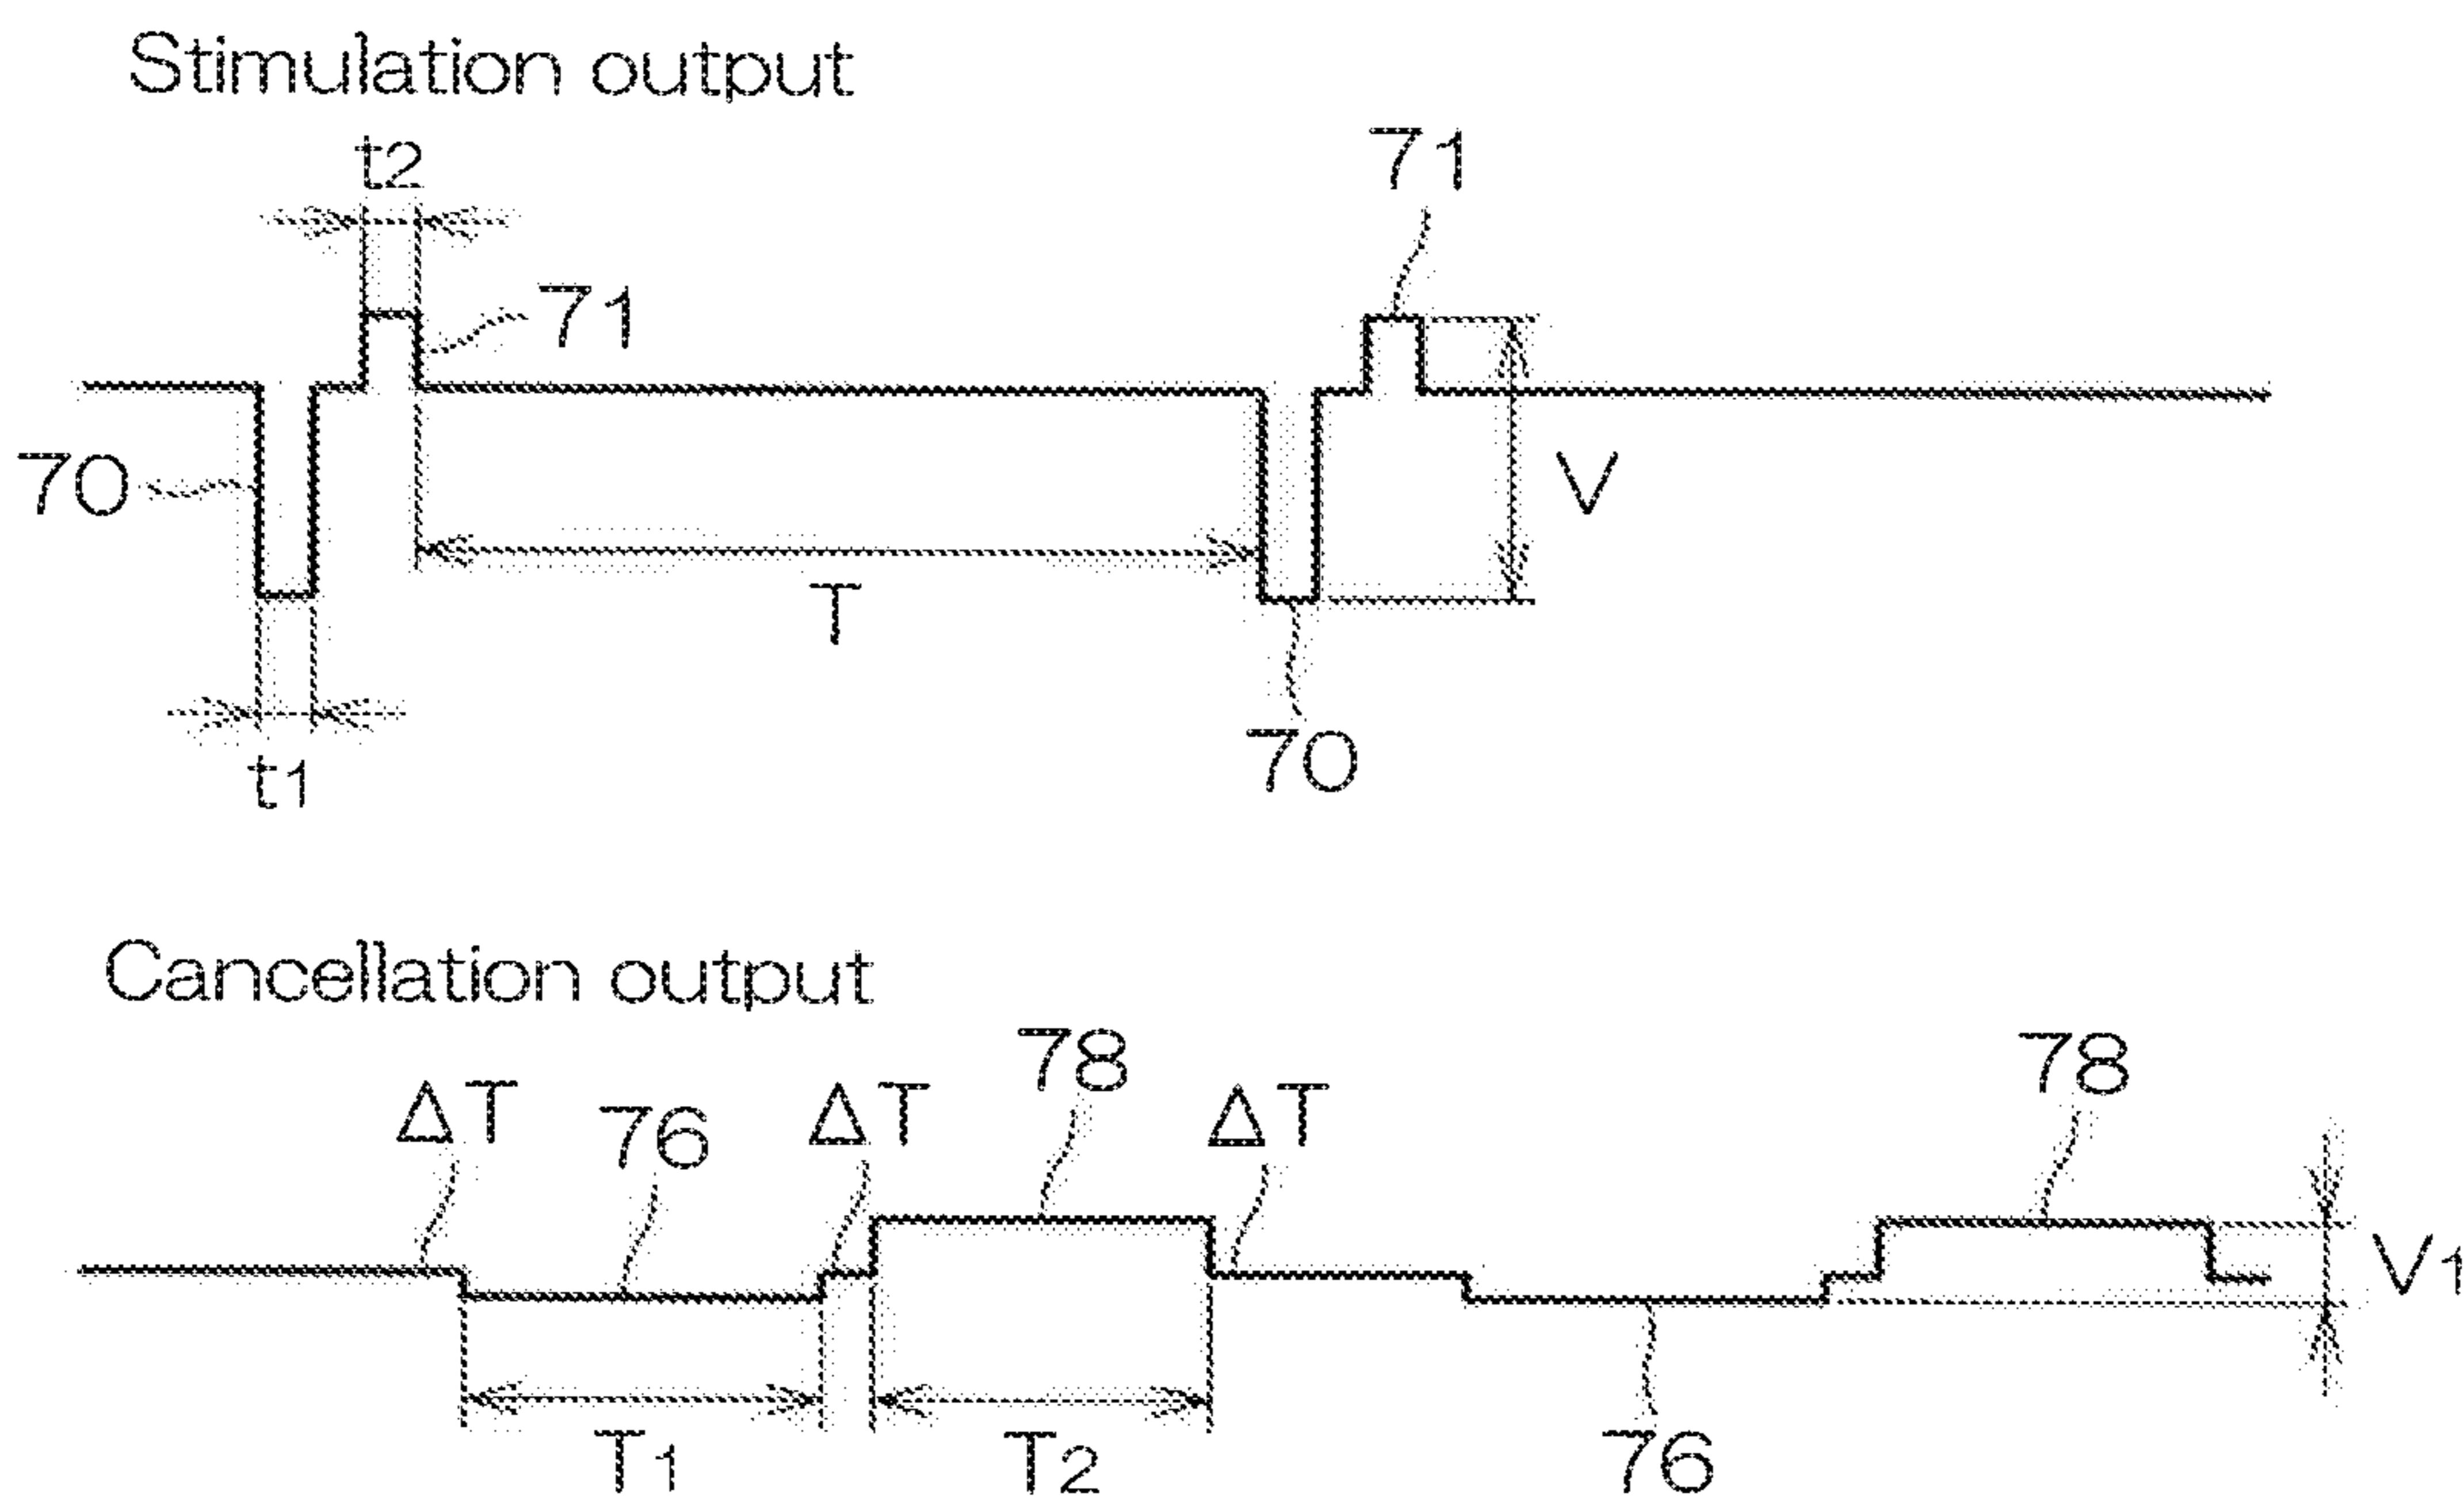 Stimulation output
t2
71
71
70
V
T
70
t1
Cancellation output
ΔT
76
ΔT
78
ΔT
78
V1
T1
T2
76